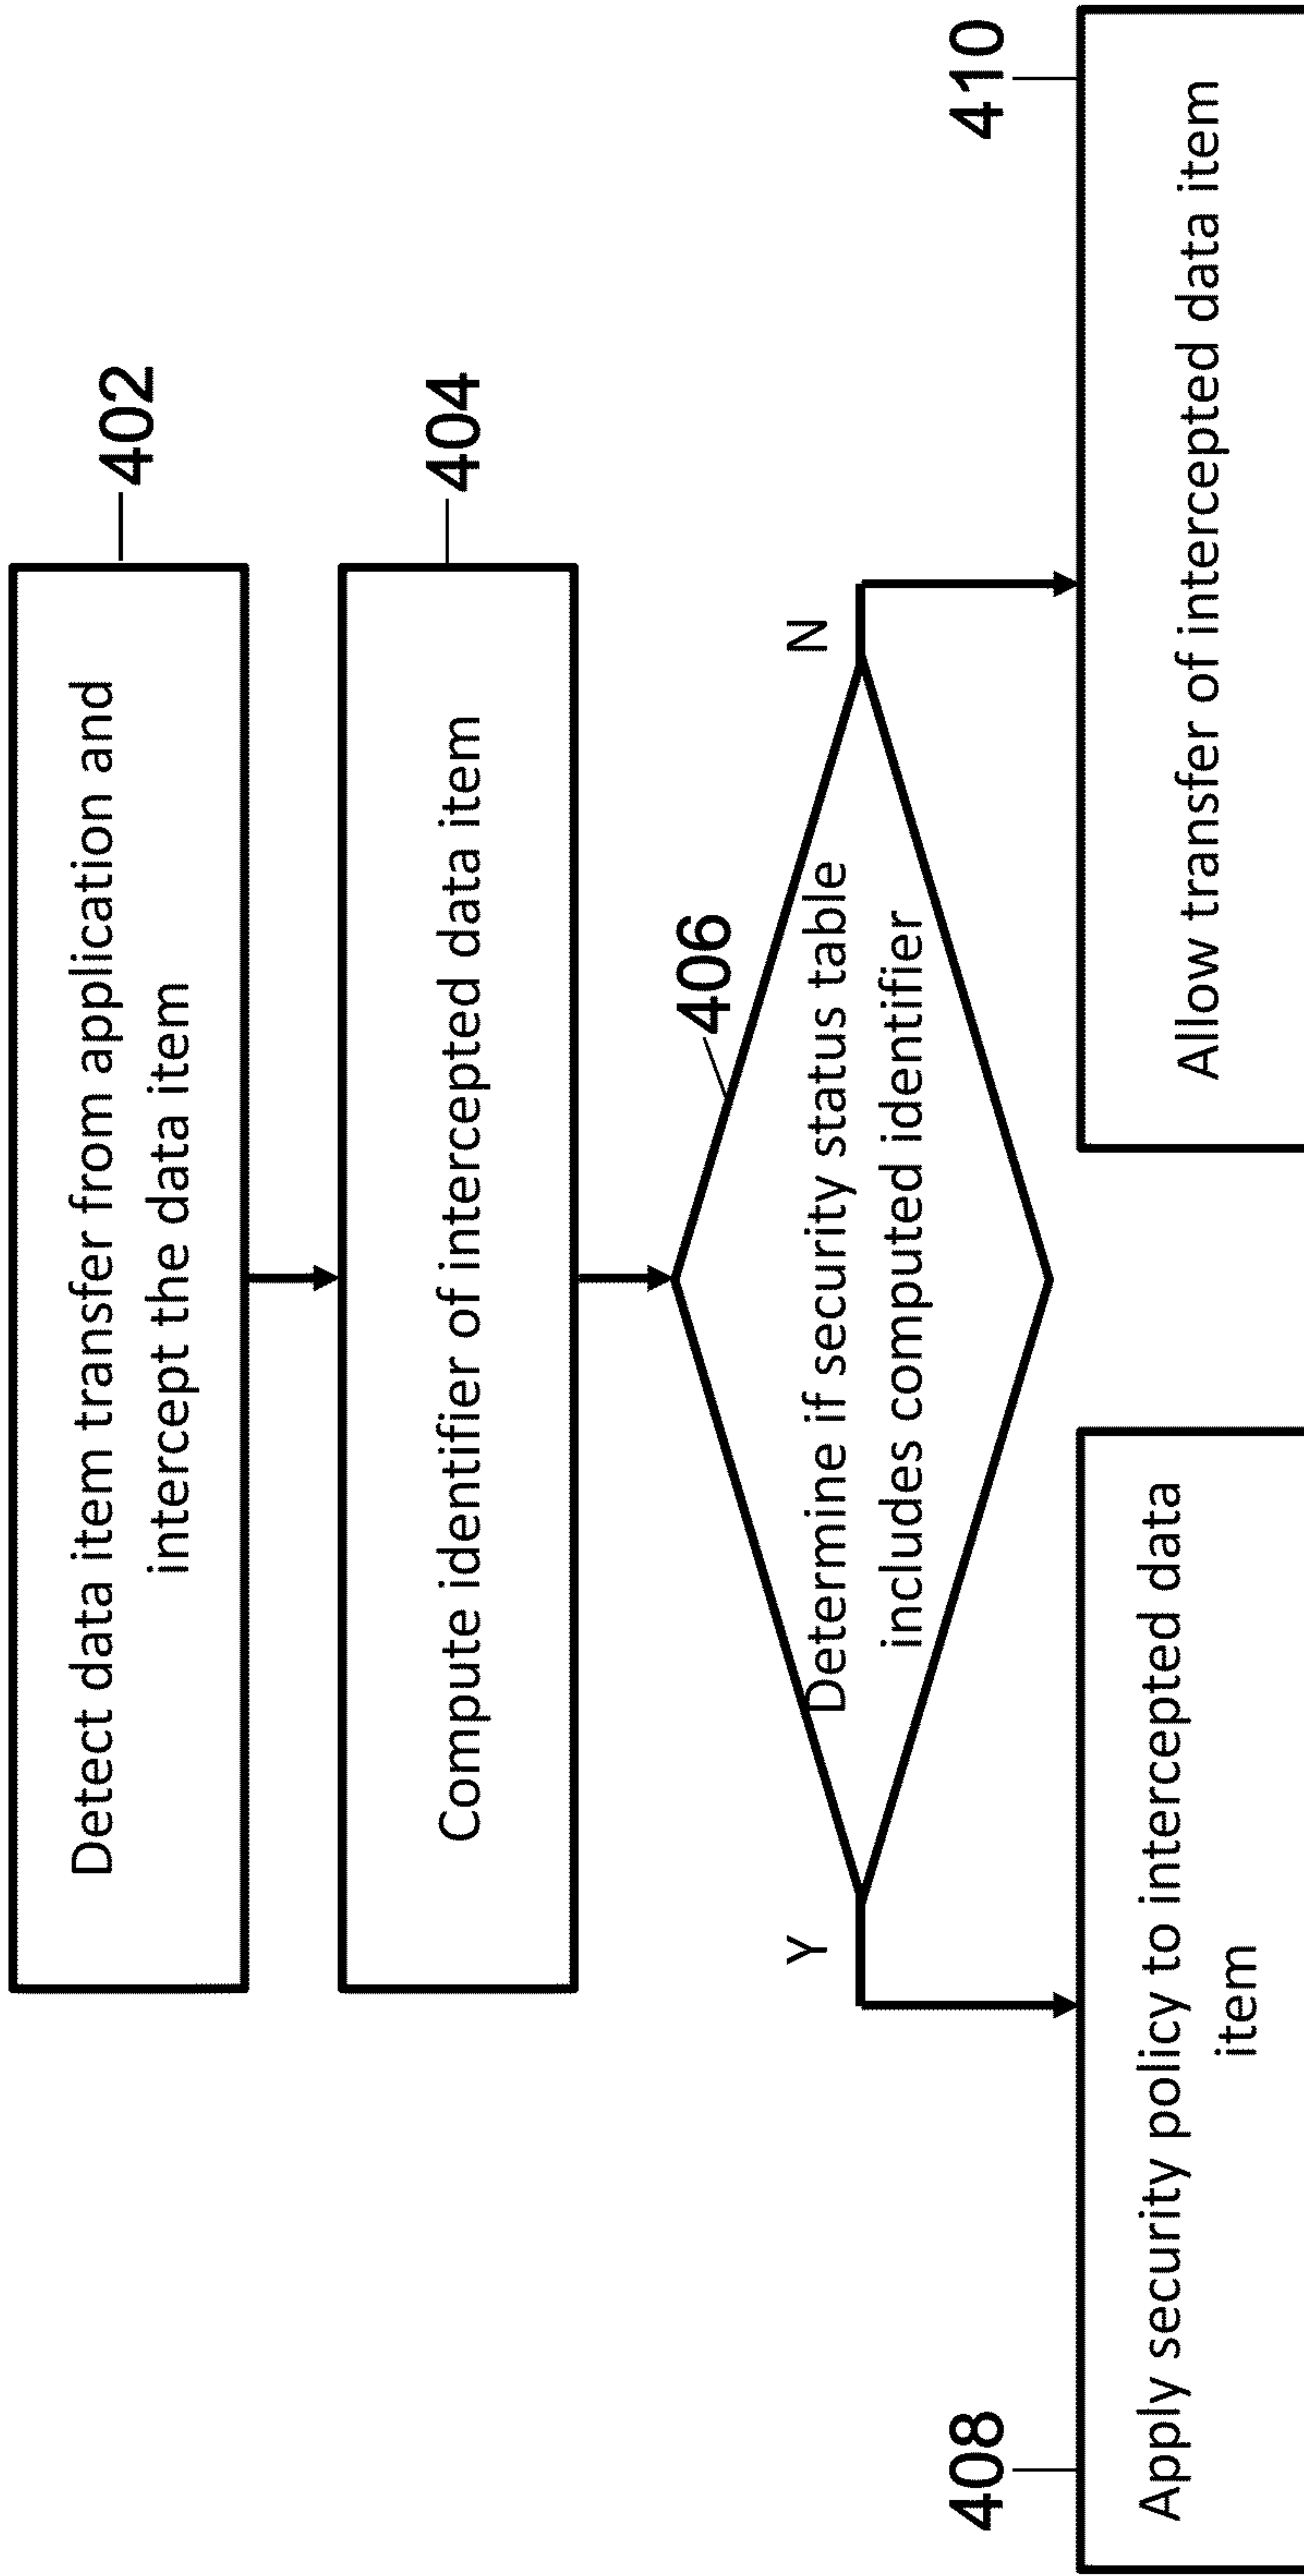 Detect data item transfer from application and
intercept the data item
402
Compute identifier of intercepted data item
404
406
Determine if security status table
includes computed identifier
Y
N
408
Apply security policy to intercepted data
item
410
Allow transfer of intercepted data item